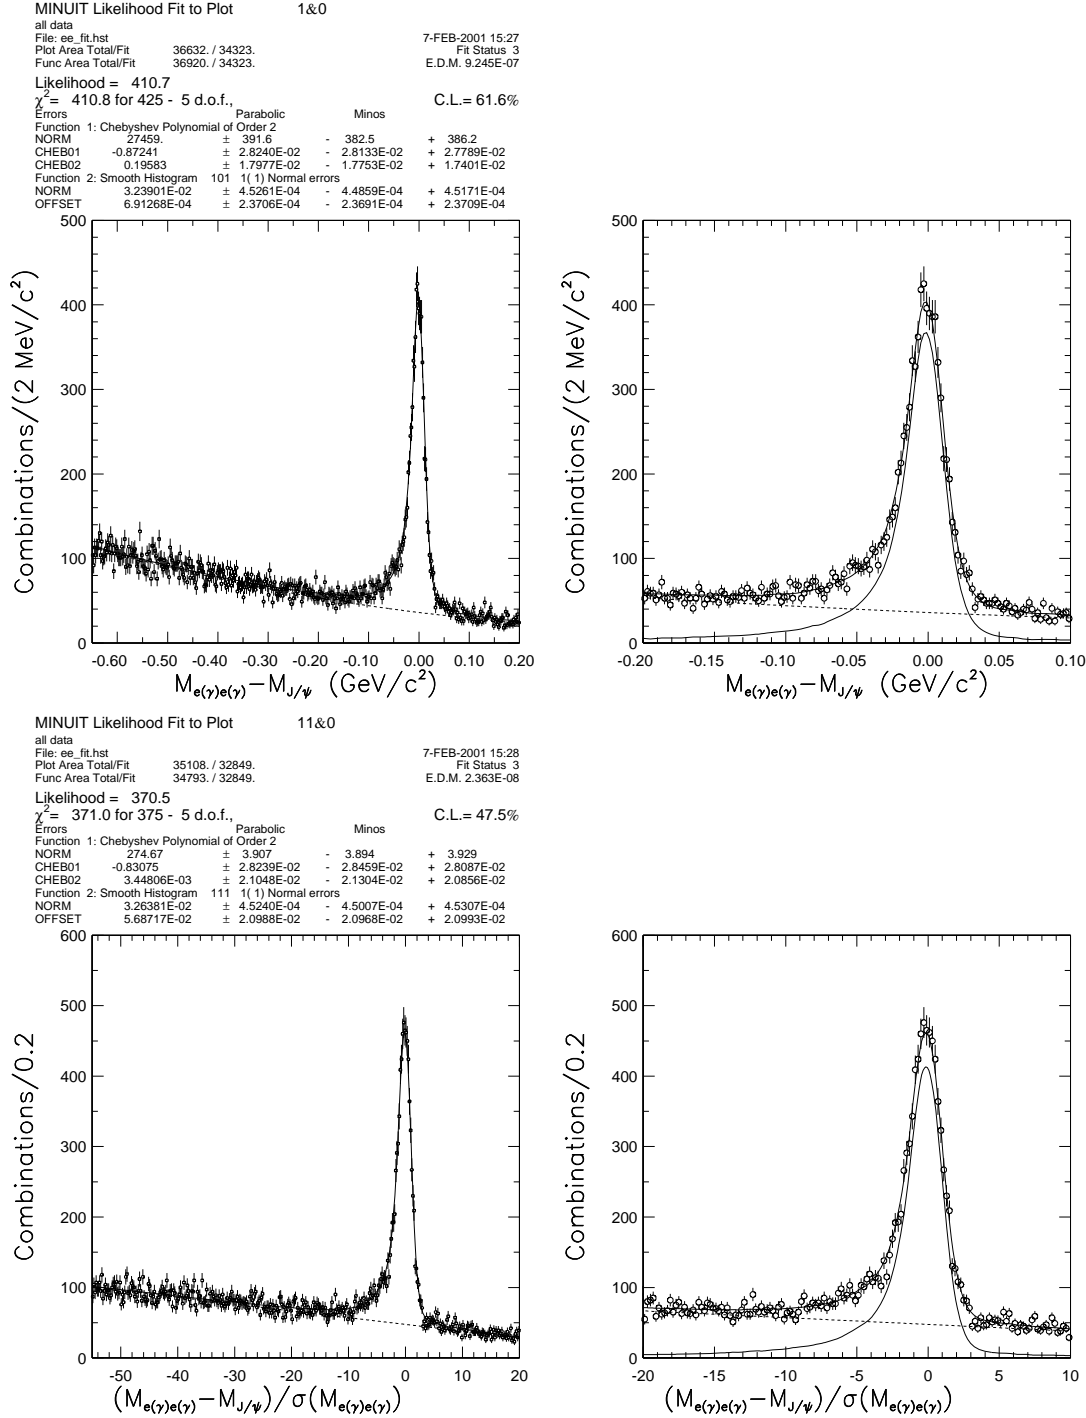 MINUIT Likelihood Fit to Plot 1&0
all data
File: ee_fit.hst 7-FEB-2001 15:27
Plot Area Total/Fit 36632. / 34323. Fit Status 3
Func Area Total/Fit 36920. / 34323. E.D.M. 9.245E-07
Likelihood = 410.7
χ²= 410.8 for 425 - 5 d.o.f., C.L.= 61.6%
Errors Parabolic Minos
Function 1: Chebyshev Polynomial of Order 2
NORM 27459. ± 391.6 - 382.5 + 386.2
CHEB01 -0.87241 ± 2.8240E-02 - 2.8133E-02 + 2.7789E-02
CHEB02 0.19583 ± 1.7977E-02 - 1.7753E-02 + 1.7401E-02
Function 2: Smooth Histogram 101 1( 1) Normal errors
NORM 3.23901E-02 ± 4.5261E-04 - 4.4859E-04 + 4.5171E-04
OFFSET 6.91268E-04 ± 2.3706E-04 - 2.3691E-04 + 2.3709E-04
500 500
400 400
300 300
200 200
100 100
0 0
Combinations/(2 MeV/c²) Combinations/(2 MeV/c²)
-0.60 -0.50 -0.40 -0.30 -0.20 -0.10 0.00 0.10 0.20 -0.20 -0.15 -0.10 -0.05 0.00 0.05 0.10
M e(γ)e(γ)−M J/ψ (GeV/c²) M e(γ)e(γ)−M J/ψ (GeV/c²)
MINUIT Likelihood Fit to Plot 11&0
all data
File: ee_fit.hst 7-FEB-2001 15:28
Plot Area Total/Fit 35108. / 32849. Fit Status 3
Func Area Total/Fit 34793. / 32849. E.D.M. 2.363E-08
Likelihood = 370.5
χ²= 371.0 for 375 - 5 d.o.f., C.L.= 47.5%
Errors Parabolic Minos
Function 1: Chebyshev Polynomial of Order 2
NORM 274.67 ± 3.907 - 3.894 + 3.929
CHEB01 -0.83075 ± 2.8239E-02 - 2.8459E-02 + 2.8087E-02
CHEB02 3.44806E-03 ± 2.1048E-02 - 2.1304E-02 + 2.0856E-02
Function 2: Smooth Histogram 111 1( 1) Normal errors
NORM 3.26381E-02 ± 4.5240E-04 - 4.5007E-04 + 4.5307E-04
OFFSET 5.68717E-02 ± 2.0988E-02 - 2.0968E-02 + 2.0993E-02
600 600
500 500
400 400
300 300
200 200
100 100
0 0
Combinations/0.2 Combinations/0.2
-50 -40 -30 -20 -10 0 10 20 -20 -15 -10 -5 0 5 10
(M e(γ)e(γ)−M J/ψ)/σ(M e(γ)e(γ)) (M e(γ)e(γ)−M J/ψ)/σ(M e(γ)e(γ))